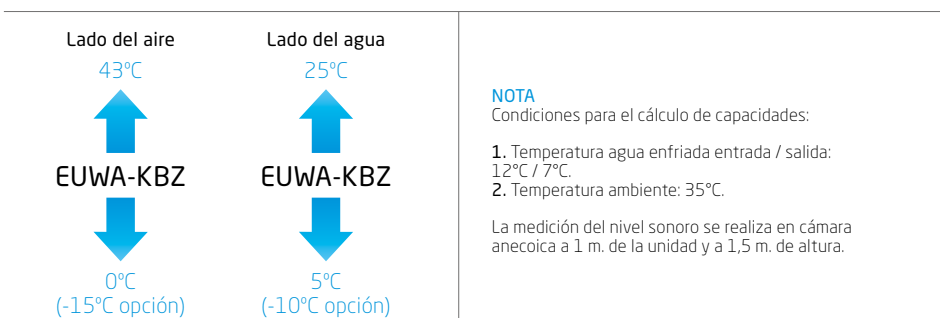 Lado del aire
43ºC
EUWA-KBZ
0ºC
(-15ºC opción)
Lado del agua
25ºC
EUWA-KBZ
5ºC
(-10ºC opción)
NOTA
Condiciones para el cálculo de capacidades:
1. Temperatura agua enfriada entrada / salida:
12°C / 7°C.
2. Temperatura ambiente: 35°C.
La medición del nivel sonoro se realiza en cámara
anecoica a 1 m. de la unidad y a 1,5 m. de altura.